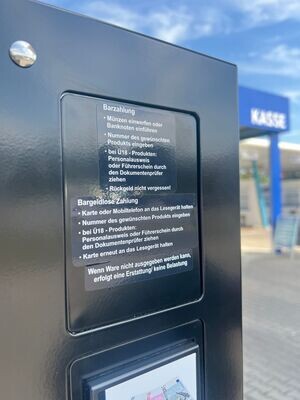 KASSE
Barzahlung
• Münzen einwerfen oder
Banknoten einführen
• Nummer des gewünschten
Produkts eingeben
• bei Ü18 - Produkten:
Personalausweis
oder Führerschein durch
den Dokumentenprüfer
ziehen
• Rückgeld nicht vergessen!
Bargeldlose Zahlung
• Karte oder Mobiltelefon an das Lesegerät halten
• Nummer des gewünschten Produkts eingeben
• bei Ü18 - Produkten:
Personalausweis oder Führerschein durch
den Dokumentenprüfer ziehen
• Karte erneut an das Lesegerät halten
Wenn Ware nicht ausgegeben werden kann,
erfolgt eine Erstattung/ keine Belastung